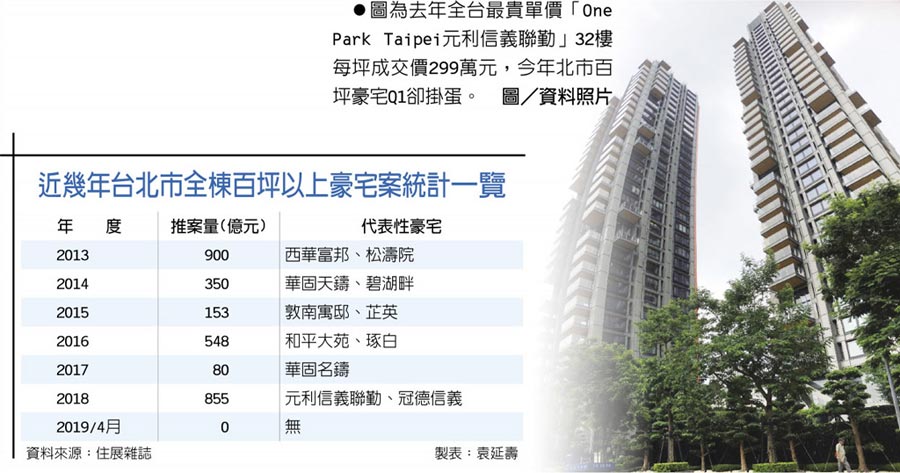 ●圖為去年全台最貴單價「One
Park Taipei元利信義聯勤」32樓
每坪成交價299萬元，今年北市百
坪豪宅Q1卻掛蛋。 圖／資料照片
近幾年台北市全棟百坪以上豪宅案統計一覽
年 度 推案量(億元) 代表性豪宅
2013 900 西華富邦、松濤院
2014 350 華固天鑄、碧湖畔
2015 153 敦南寓邸、芷英
2016 548 和平大苑、琢白
2017 80 華固名鑄
2018 855 元利信義聯勤、冠德信義
2019/4月 0 無
資料來源：住展雜誌 製表：袁延壽